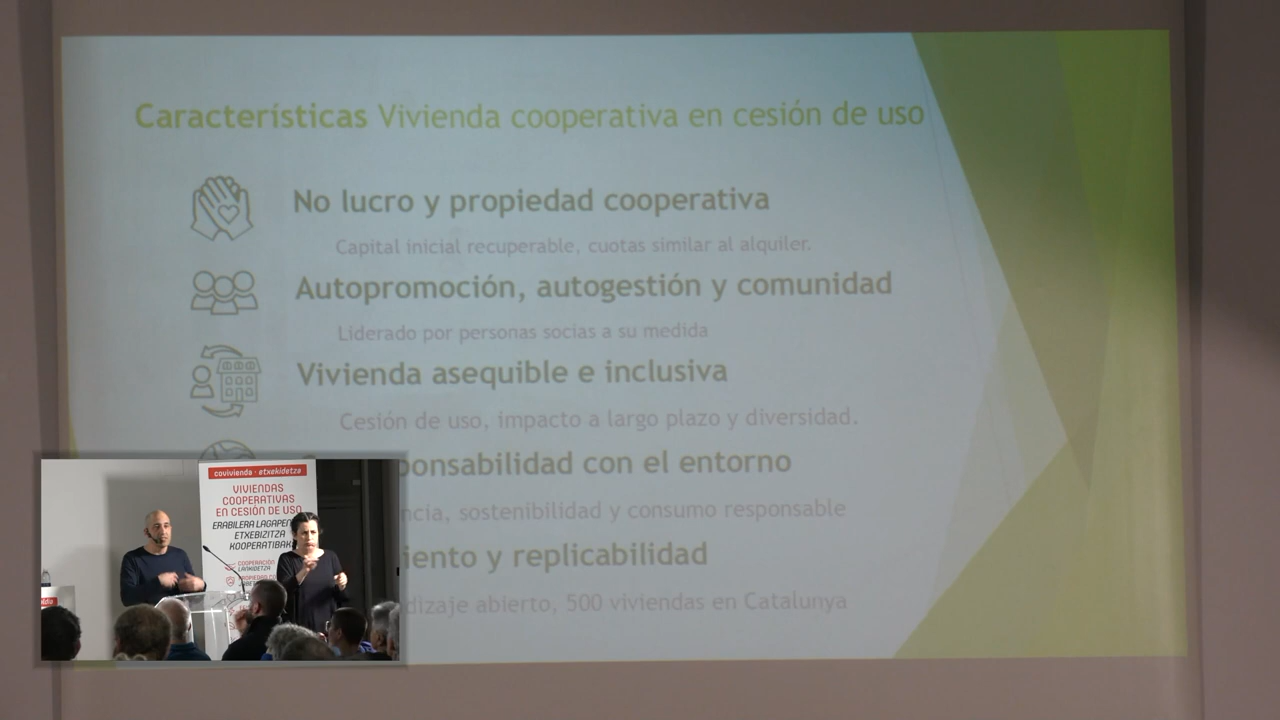 Características Vivienda cooperativa en cesión de uso
No lucro y propiedad cooperativa
Capital inicial recuperable, cuotas similar al alquiler.
Autopromoción, autogestión y comunidad
Liderado por personas socias a su medida
Vivienda asequible e inclusiva
Cesión de uso, impacto a largo plazo y diversidad.
ponsabilidad con el entorno
ncia, sostenibilidad y consumo responsable
iento y replicabilidad
dizaje abierto, 500 viviendas en Catalunya
covivienda · etxekidetza
VIVIENDAS
COOPERATIVAS
EN CESIÓN DE USO
ERABILERA LAGAPEN
ETXEBIZITZA
KOOPERATIBAK
COOPERACIÓN
LANKIDETZA